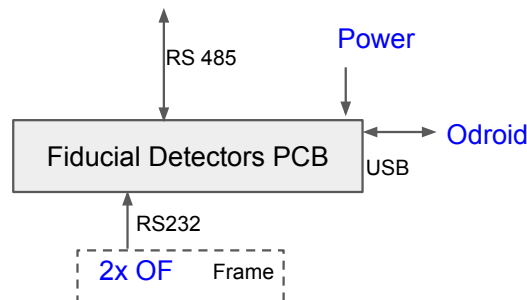 Power
RS 485
Odroid
Fiducial Detectors PCB
USB
RS232
2x OF Frame